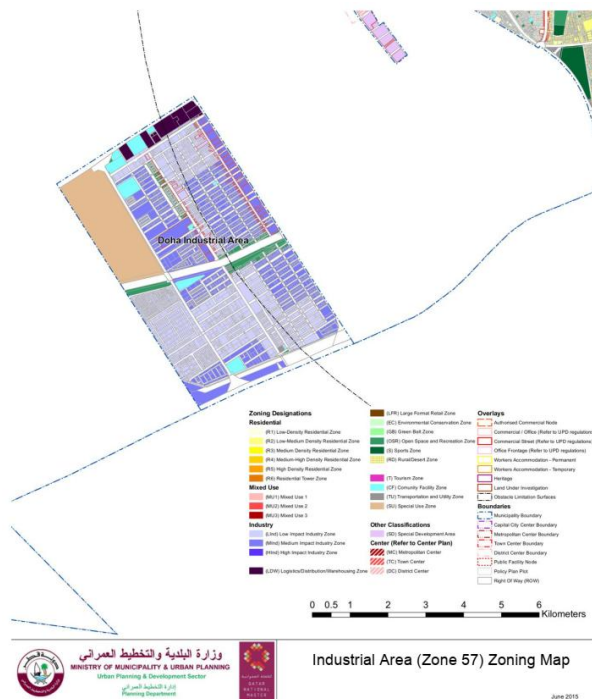 Doha Industrial Area
Zoning Designations
Residential
(R1) Low-Density Residential Zone
(R2) Low-Medium Density Residential Zone
(R3) Medium Density Residential Zone
(R4) Medium-High Density Residential Zone
(R5) High Density Residential Zone
(R6) Residential Tower Zone
Mixed Use
(MU1) Mixed Use 1
(MU2) Mixed Use 2
(MU3) Mixed Use 3
Industry
(LInd) Low Impact Industry Zone
(MInd) Medium Impact Industry Zone
(HInd) High Impact Industry Zone
(LDW) Logistics/Distribution/Warehousing Zone
(LFR) Large Format Retail Zone
(EC) Environmental Conservation Zone
(GB) Green Belt Zone
(OSR) Open Space and Recreation Zone
(S) Sports Zone
(RD) Rural/Desert Zone
(T) Tourism Zone
(CF) Comunity Facility Zone
(TU) Transportation and Utility Zone
(SU) Special Use Zone
Other Classifications
(SD) Special Development Area
Center (Refer to Center Plan)
(MC) Metropolitan Center
(TC) Town Center
(DC) District Center
Overlays
Authorised Commercial Node
Commercial / Office (Refer to UPD regulations)
Commercial Street (Refer to UPD regulations)
Office Frontage (Refer to UPD regulations)
Workers Accommodation - Permanent
Workers Accommodation - Temporary
Heritage
Land Under Investigation
Obstacle Limitation Surfaces
Boundaries
Municipality Boundary
Capital City Center Boundary
Metropolitan Center Boundary
Town Center Boundary
District Center Boundary
Public Facility Node
Policy Plan Plot
Right Of Way (ROW)
0 0.5 1 2 3 4 5 6
Kilometers
وزارة البلدية والتخطيط العمراني
MINISTRY OF MUNICIPALITY & URBAN PLANNING
Urban Planning & Development Sector
إدارة التخطيط العمراني
Planning Department
QATAR
NATIONAL
MASTER
Industrial Area (Zone 57) Zoning Map
June 2015